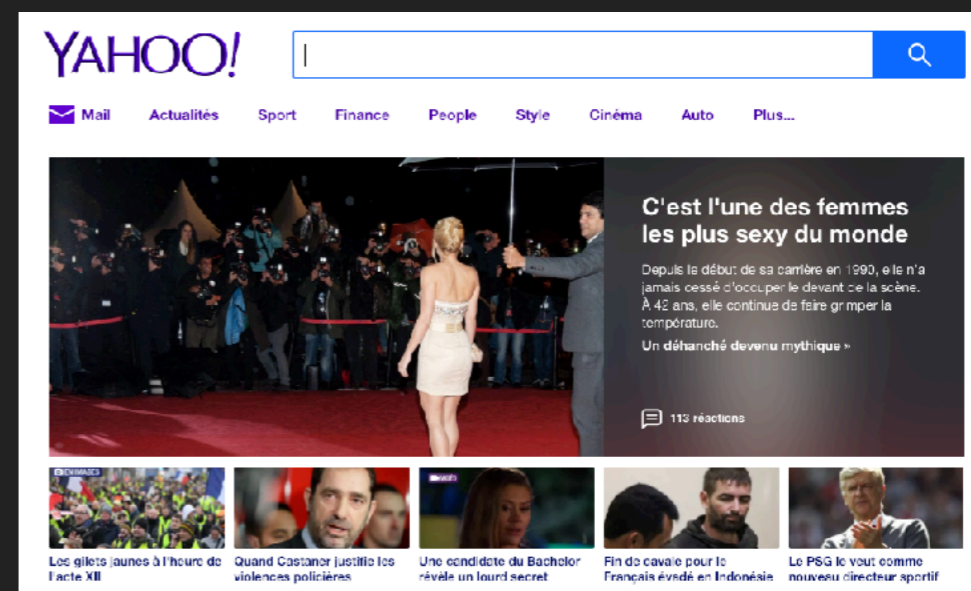 YAHOO!
Mail Actualités Sport Finance People Style Cinéma Auto Plus...
C'est l'une des femmes
les plus sexy du monde
Depuis le début de sa carrière en 1990, elle n'a
jamais cessé d'occuper le devant de la scène.
À 42 ans, elle continue de faire grimper la
température.
Un déhanché devenu mythique »
113 réactions
EN IMAGES
Les gilets jaunes à l'heure de
l'acte XII
Quand Castaner justifie les
violences policières
Une candidate du Bachelor
révèle un lourd secret
Fin de cavale pour le
Français évadé en Indonésie
Le PSG le veut comme
nouveau directeur sportif